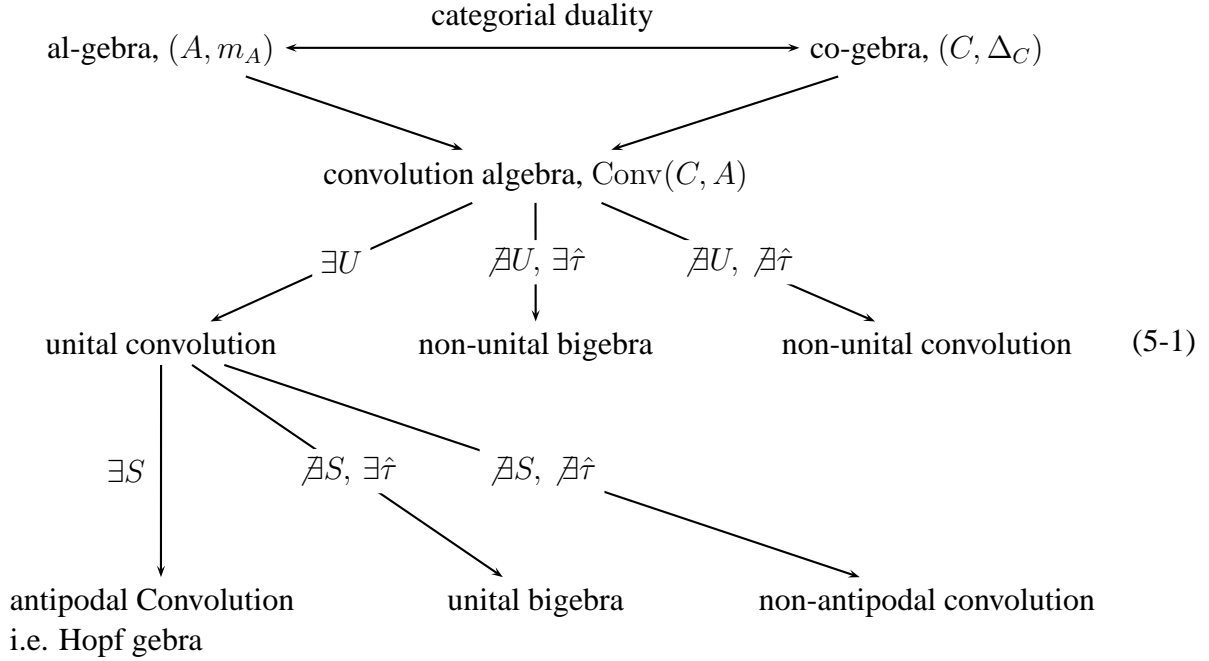 categorial duality
al-gebra, (A, m_A) co-gebra, (C, Δ_C)
convolution algebra, Conv(C, A)
∃U ∄U, ∃τ̂ ∄U, ∄τ̂
unital convolution non-unital bigebra non-unital convolution (5-1)
∃S ∄S, ∃τ̂ ∄S, ∄τ̂
antipodal Convolution unital bigebra non-antipodal convolution
i.e. Hopf gebra